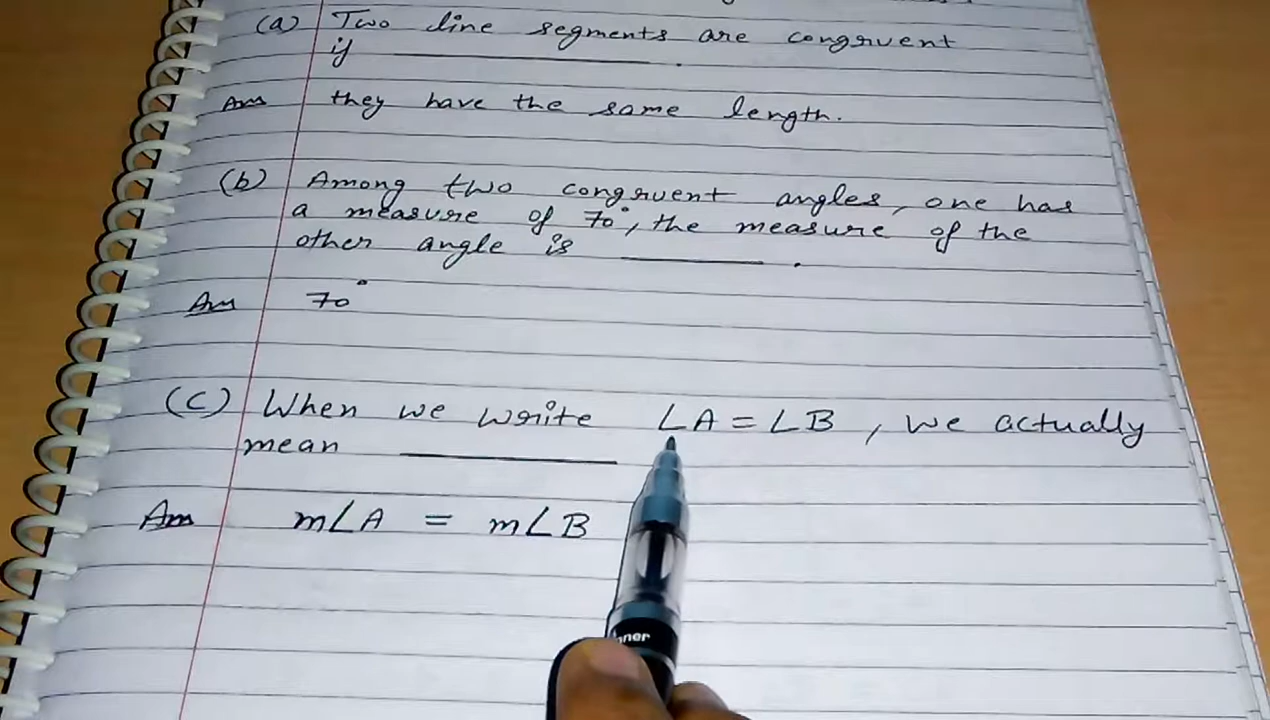 (a) Two line segments are congruent
if ________ .
Ans they have the same length.
(b) Among two congruent angles, one has
a measure of 70°, the measure of the
other angle is ________ .
Ans 70°
(c) When we write ∠A = ∠B , we actually
mean ________
Ans m∠A = m∠B
nner